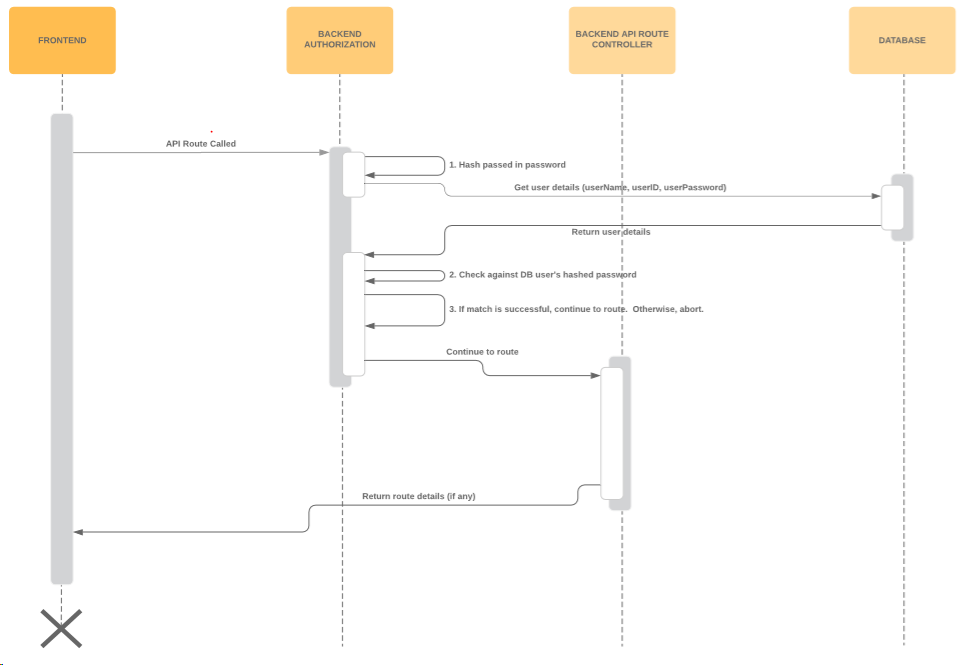 FRONTEND
BACKEND
AUTHORIZATION
BACKEND API ROUTE
CONTROLLER
DATABASE
API Route Called
1. Hash passed in password
Get user details (userName, userID, userPassword)
Return user details
2. Check against DB user's hashed password
3. If match is successful, continue to route.  Otherwise, abort.
Continue to route
Return route details (if any)